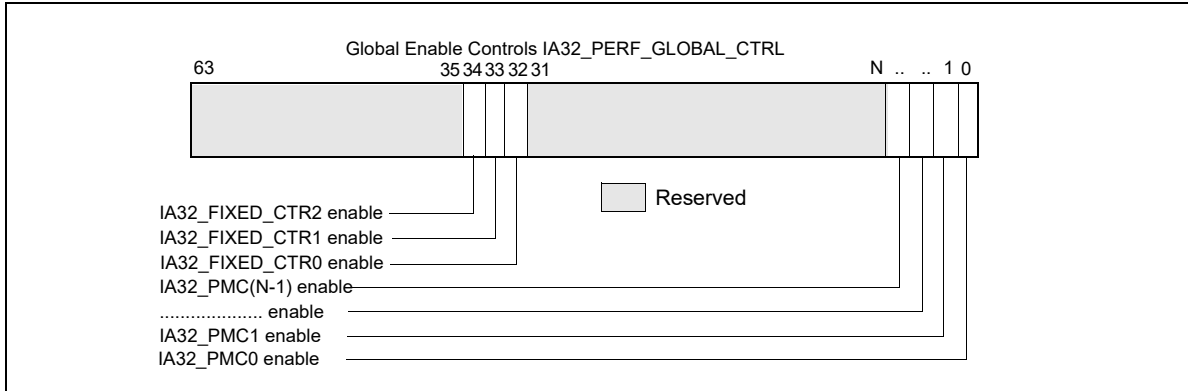 Global Enable Controls IA32_PERF_GLOBAL_CTRL
63 35 34 33 32 31 N .. .. 1 0
Reserved
IA32_FIXED_CTR2 enable
IA32_FIXED_CTR1 enable
IA32_FIXED_CTR0 enable
IA32_PMC(N-1) enable
.................... enable
IA32_PMC1 enable
IA32_PMC0 enable